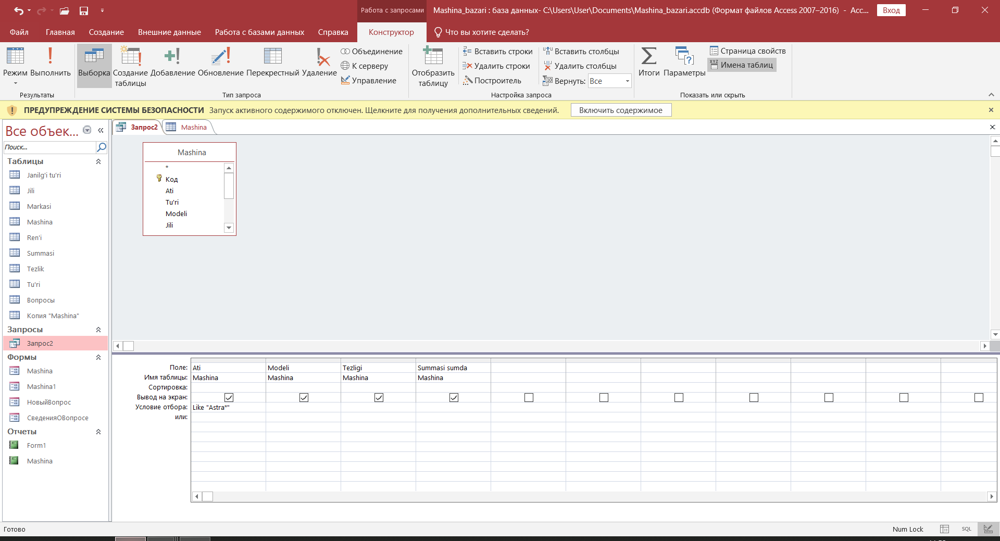 Работа с запросами
Mashina_bazari : база данных- C:\Users\User\Documents\Mashina_bazari.accdb (Формат файлов Access 2007–2016) - Acc...
Вход
Файл
Главная
Создание
Внешние данные
Работа с базами данных
Справка
Конструктор
Что вы хотите сделать?
Режим
Выполнить
Результаты
Выборка
Создание таблицы
Добавление
Обновление
Перекрестный
Удаление
Объединение
К серверу
Управление
Тип запроса
Отобразить таблицу
Вставить строки
Удалить строки
Построитель
Вставить столбцы
Удалить столбцы
Вернуть: Все
Настройка запроса
Итоги
Параметры
Страница свойств
Имена таблиц
Показать или скрыть
ПРЕДУПРЕЖДЕНИЕ СИСТЕМЫ БЕЗОПАСНОСТИ Запуск активного содержимого отключен. Щелкните для получения дополнительных сведений.
Включить содержимое
Все объек...
Поиск...
Таблицы
Janilg'i tu'ri
Jili
Markasi
Mashina
Ren'i
Summasi
Tezlik
Tu'ri
Вопросы
Копия "Mashina"
Запросы
Запрос2
Формы
Mashina
Mashina1
НовыйВопрос
СведенияОВопросе
Отчеты
Form1
Mashina
Запрос2
Mashina
Mashina
*
Код
Ati
Tu'ri
Modeli
Jili
Поле: Ati Modeli Tezligi Summasi sumda
Имя таблицы: Mashina Mashina Mashina Mashina
Сортировка:
Вывод на экран:
Условие отбора: Like "Astra*"
или:
Готово
Num Lock
SQL